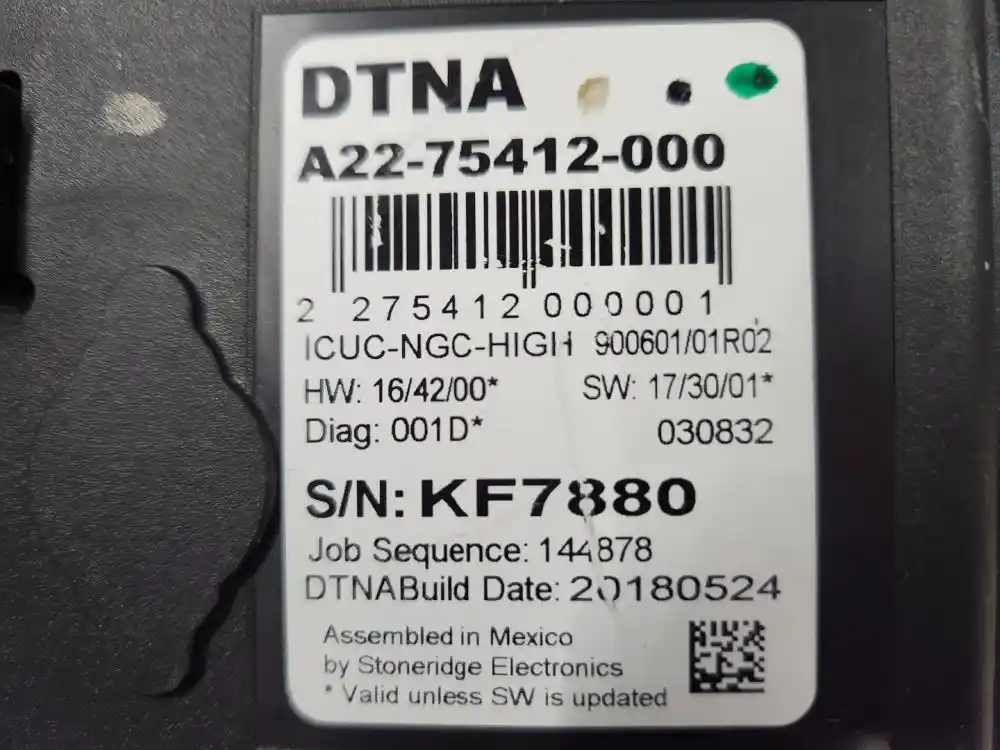 DTNA
A22-75412-000
2 275412 000001
ICUC-NGC-HIGH 900601/01R02
HW: 16/42/00* SW: 17/30/01*
Diag: 001D* 030832
S/N: KF7880
Job Sequence: 144878
DTNABuild Date: 20180524
Assembled in Mexico
by Stoneridge Electronics
* Valid unless SW is updated